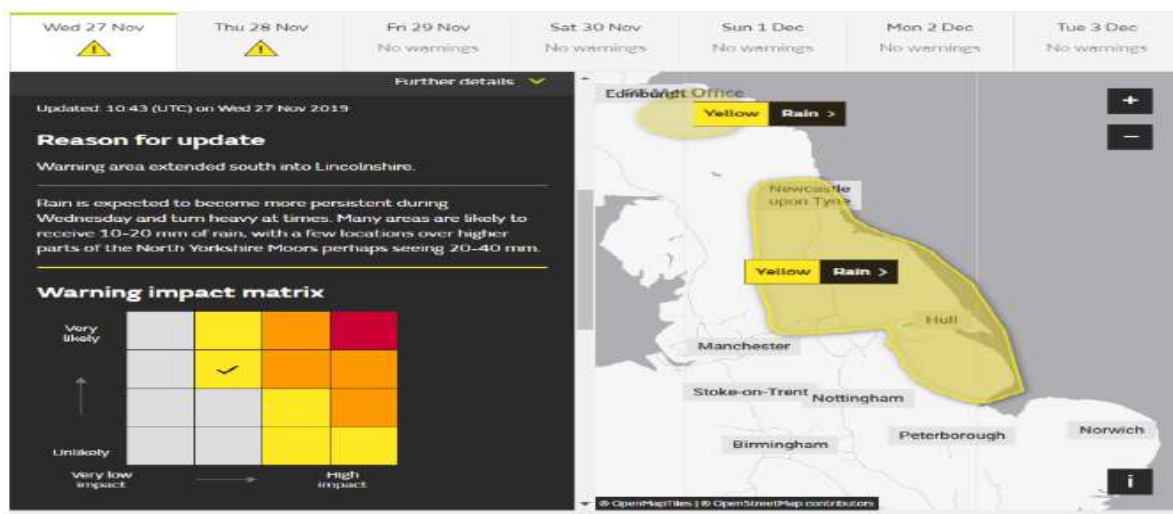 Wed 27 Nov
Thu 28 Nov
Fri 29 Nov
No warnings
Sat 30 Nov
No warnings
Sun 1 Dec
No warnings
Mon 2 Dec
No warnings
Tue 3 Dec
No warnings
Further details
Updated: 10:43 (UTC) on Wed 27 Nov 2019
Reason for update
Warning area extended south into Lincolnshire.
Rain is expected to become more persistent during
Wednesday and turn heavy at times. Many areas are likely to
receive 10-20 mm of rain, with a few locations over higher
parts of the North Yorkshire Moors perhaps seeing 20-40 mm.
Warning impact matrix
Very
likely
Unlikely
Very low
impact
High
impact
Edinburgh
Office
Yellow Rain >
Newcastle
upon Tyne
Yellow Rain >
Hull
Manchester
Stoke-on-Trent
Nottingham
Birmingham
Peterborough
Norwich
+
−
i
© OpenMapTiles | © OpenStreetMap contributors